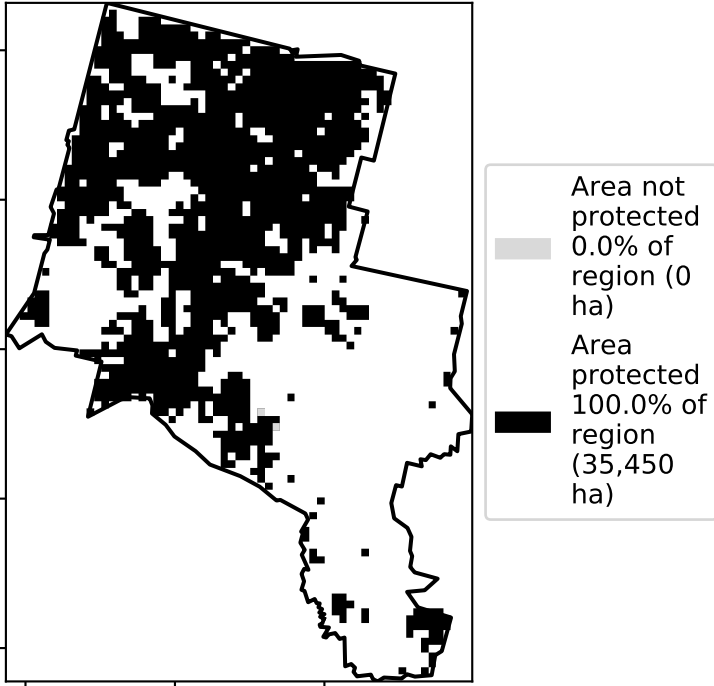 Area not
protected
0.0% of
region (0
ha)
Area
protected
100.0% of
region
(35,450
ha)